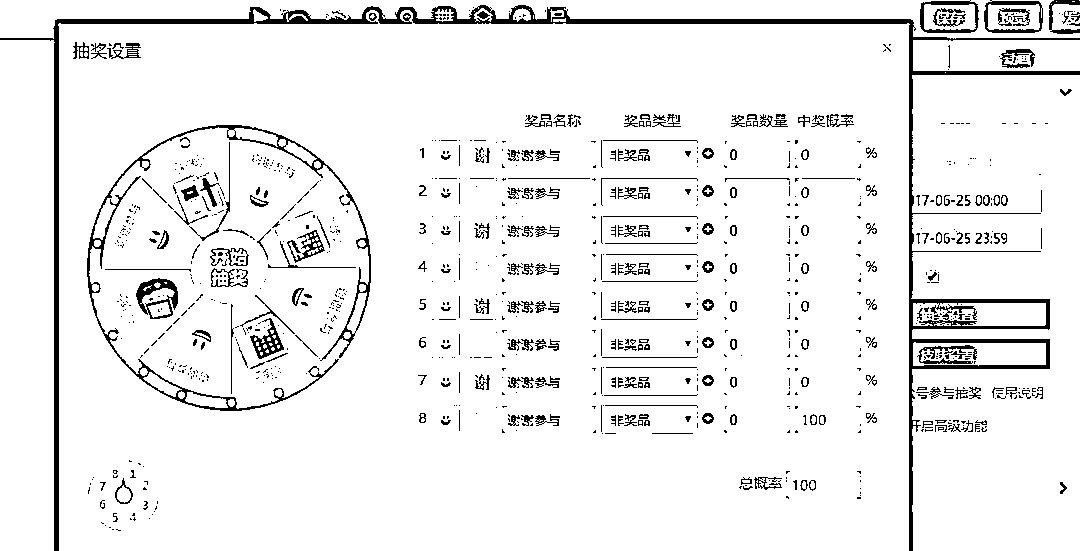 保存 预览 发
抽奖设置 ×
动画
奖品名称 奖品类型 奖品数量 中奖概率
1 谢 谢谢参与 非奖品 0 0 %
2 谢谢参与 非奖品 0 0 %
3 谢 谢谢参与 非奖品 0 0 %
4 谢谢参与 非奖品 0 0 %
5 谢 谢谢参与 非奖品 0 0 %
6 谢谢参与 非奖品 0 0 %
7 谢 谢谢参与 非奖品 0 0 %
8 谢谢参与 非奖品 0 100 %
总概率 100
开始
抽奖
8 1
7 2
6 3
5 4
17-06-25 00:00
17-06-25 23:59
抽奖设置
皮肤设置
号参与抽奖 使用说明
开启高级功能